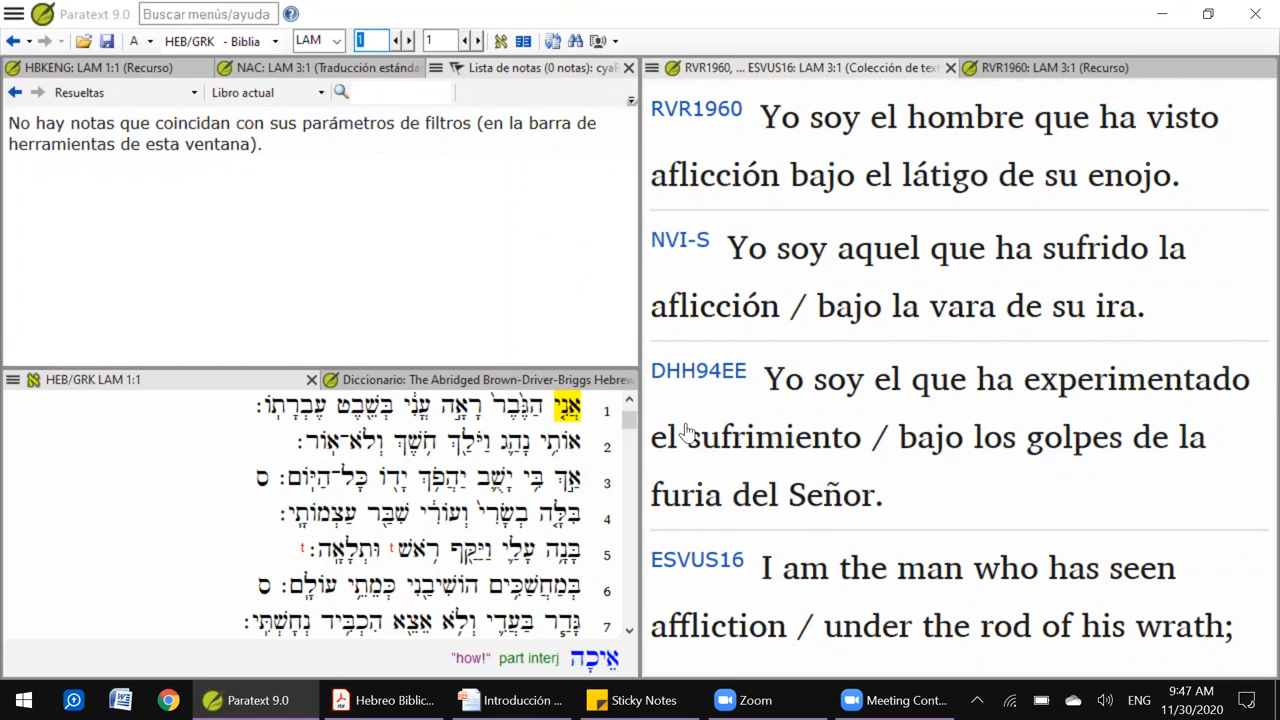 Paratext 9.0
Buscar menús/ayuda
A HEB/GRK - Biblia LAM 1 1
HBKENG: LAM 1:1 (Recurso)
NAC: LAM 3:1 (Traducción estánda
Lista de notas (0 notas): cyaF
Resueltas
Libro actual
No hay notas que coincidan con sus parámetros de filtros (en la barra de
herramientas de esta ventana).
HEB/GRK LAM 1:1
Diccionario: The Abridged Brown-Driver-Briggs Hebrew
1 אֲנִ֤י הַגֶּ֙בֶר֙ רָאָ֣ה עֳנִ֔י בְּשֵׁ֖בֶט עֶבְרָתֽוֹ׃
2 אוֹתִ֥י נָהַ֛ג וַיֹּלַ֖ךְ חֹ֥שֶׁךְ וְלֹא־אֽוֹר׃
3 אַ֣ךְ בִּ֥י יָשֻׁ֛ב יַהֲפֹ֥ךְ יָד֖וֹ כָּל־הַיּֽוֹם׃ ס
4 בִּלָּ֤ה בְשָׂרִי֙ וְעוֹרִ֔י שִׁבַּ֖ר עַצְמוֹתָֽי׃
5 בָּנָ֥ה עָלַ֛י וַיַּקַּ֖ף רֹ֥אשׁ t וּתְלָאָֽה׃ t
6 בְּמַחֲשַׁכִּ֥ים הוֹשִׁיבַ֖נִי כְּמֵתֵ֥י עוֹלָֽם׃ ס
7 גָּדַ֧ר בַּעֲדִ֛י וְלֹ֥א אֵצֵ֖א הִכְבִּ֥יד נְחָשְׁתִּֽי׃
"how!" part interj אֵיכָה
RVR1960, ... ESVUS16: LAM 3:1 (Colección de text
RVR1960: LAM 3:1 (Recurso)
RVR1960 Yo soy el hombre que ha visto
aflicción bajo el látigo de su enojo.
NVI-S Yo soy aquel que ha sufrido la
aflicción / bajo la vara de su ira.
DHH94EE Yo soy el que ha experimentado
el sufrimiento / bajo los golpes de la
furia del Señor.
ESVUS16 I am the man who has seen
affliction / under the rod of his wrath;
Paratext 9.0
Hebreo Biblic...
Introducción ...
Sticky Notes
Zoom
Meeting Cont...
ENG
9:47 AM
11/30/2020